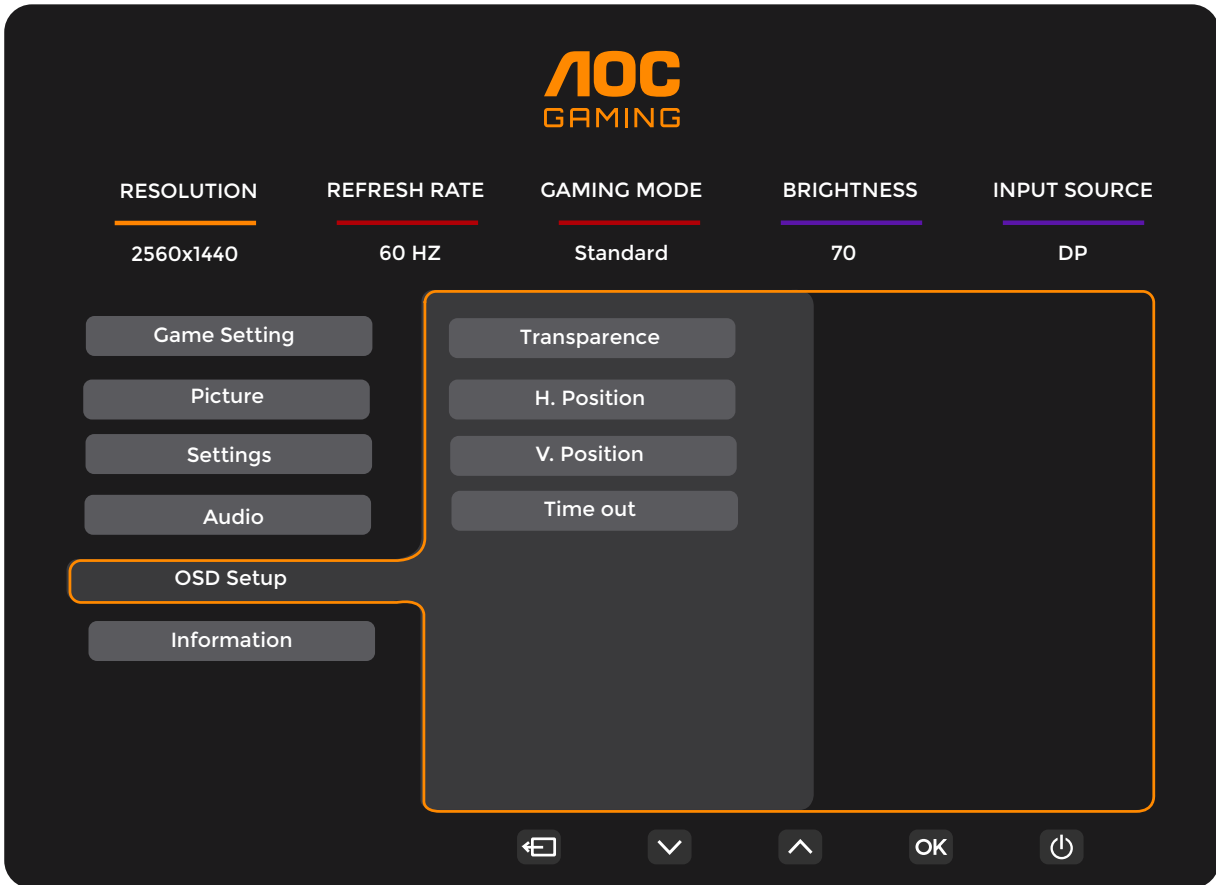 AOC
GAMING
RESOLUTION REFRESH RATE GAMING MODE BRIGHTNESS INPUT SOURCE
2560x1440 60 HZ Standard 70 DP
Game Setting
Picture
Settings
Audio
OSD Setup
Information
Transparence
H. Position
V. Position
Time out
OK